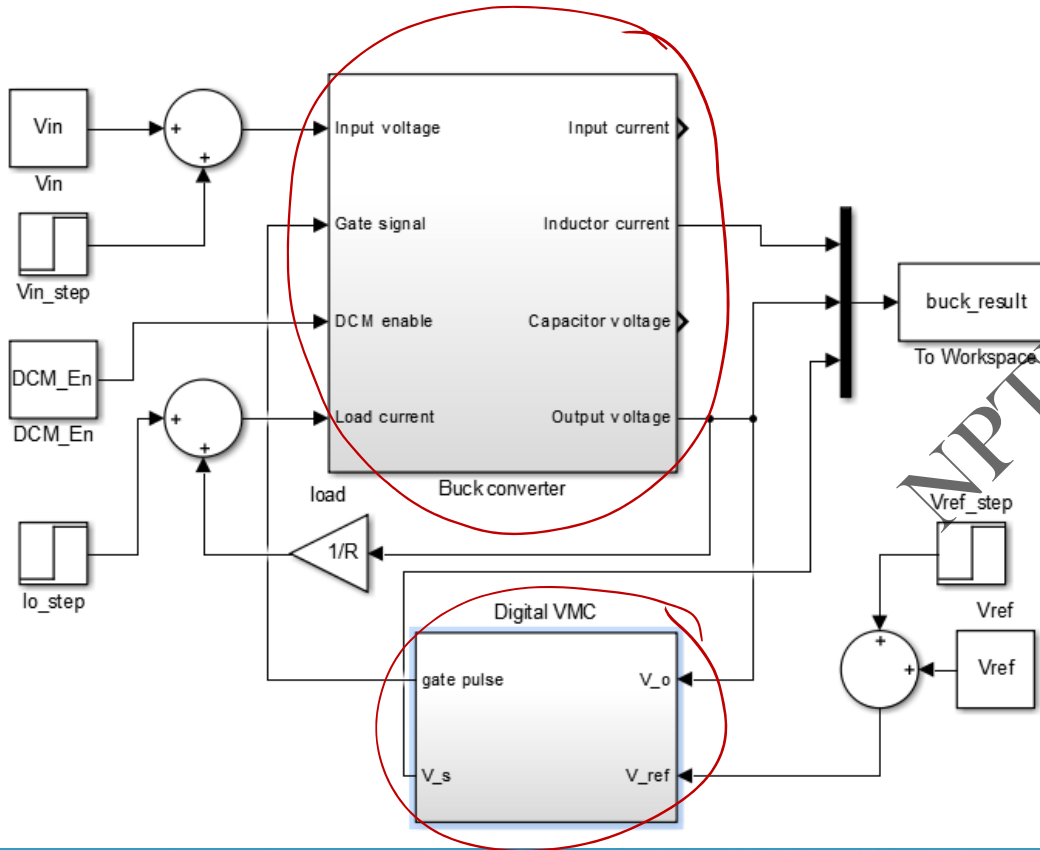 Vin
Vin
+
+
Vin_step
DCM_En
DCM_En
+
+
Io_step
Input voltage
Gate signal
DCM enable
Load current
Input current
Inductor current
Capacitor voltage
Output voltage
Buck converter
load
1/R
buck_result
To Workspace
NPT
Vref_step
Vref
Vref
+
+
Digital VMC
gate pulse
V_s
V_o
V_ref